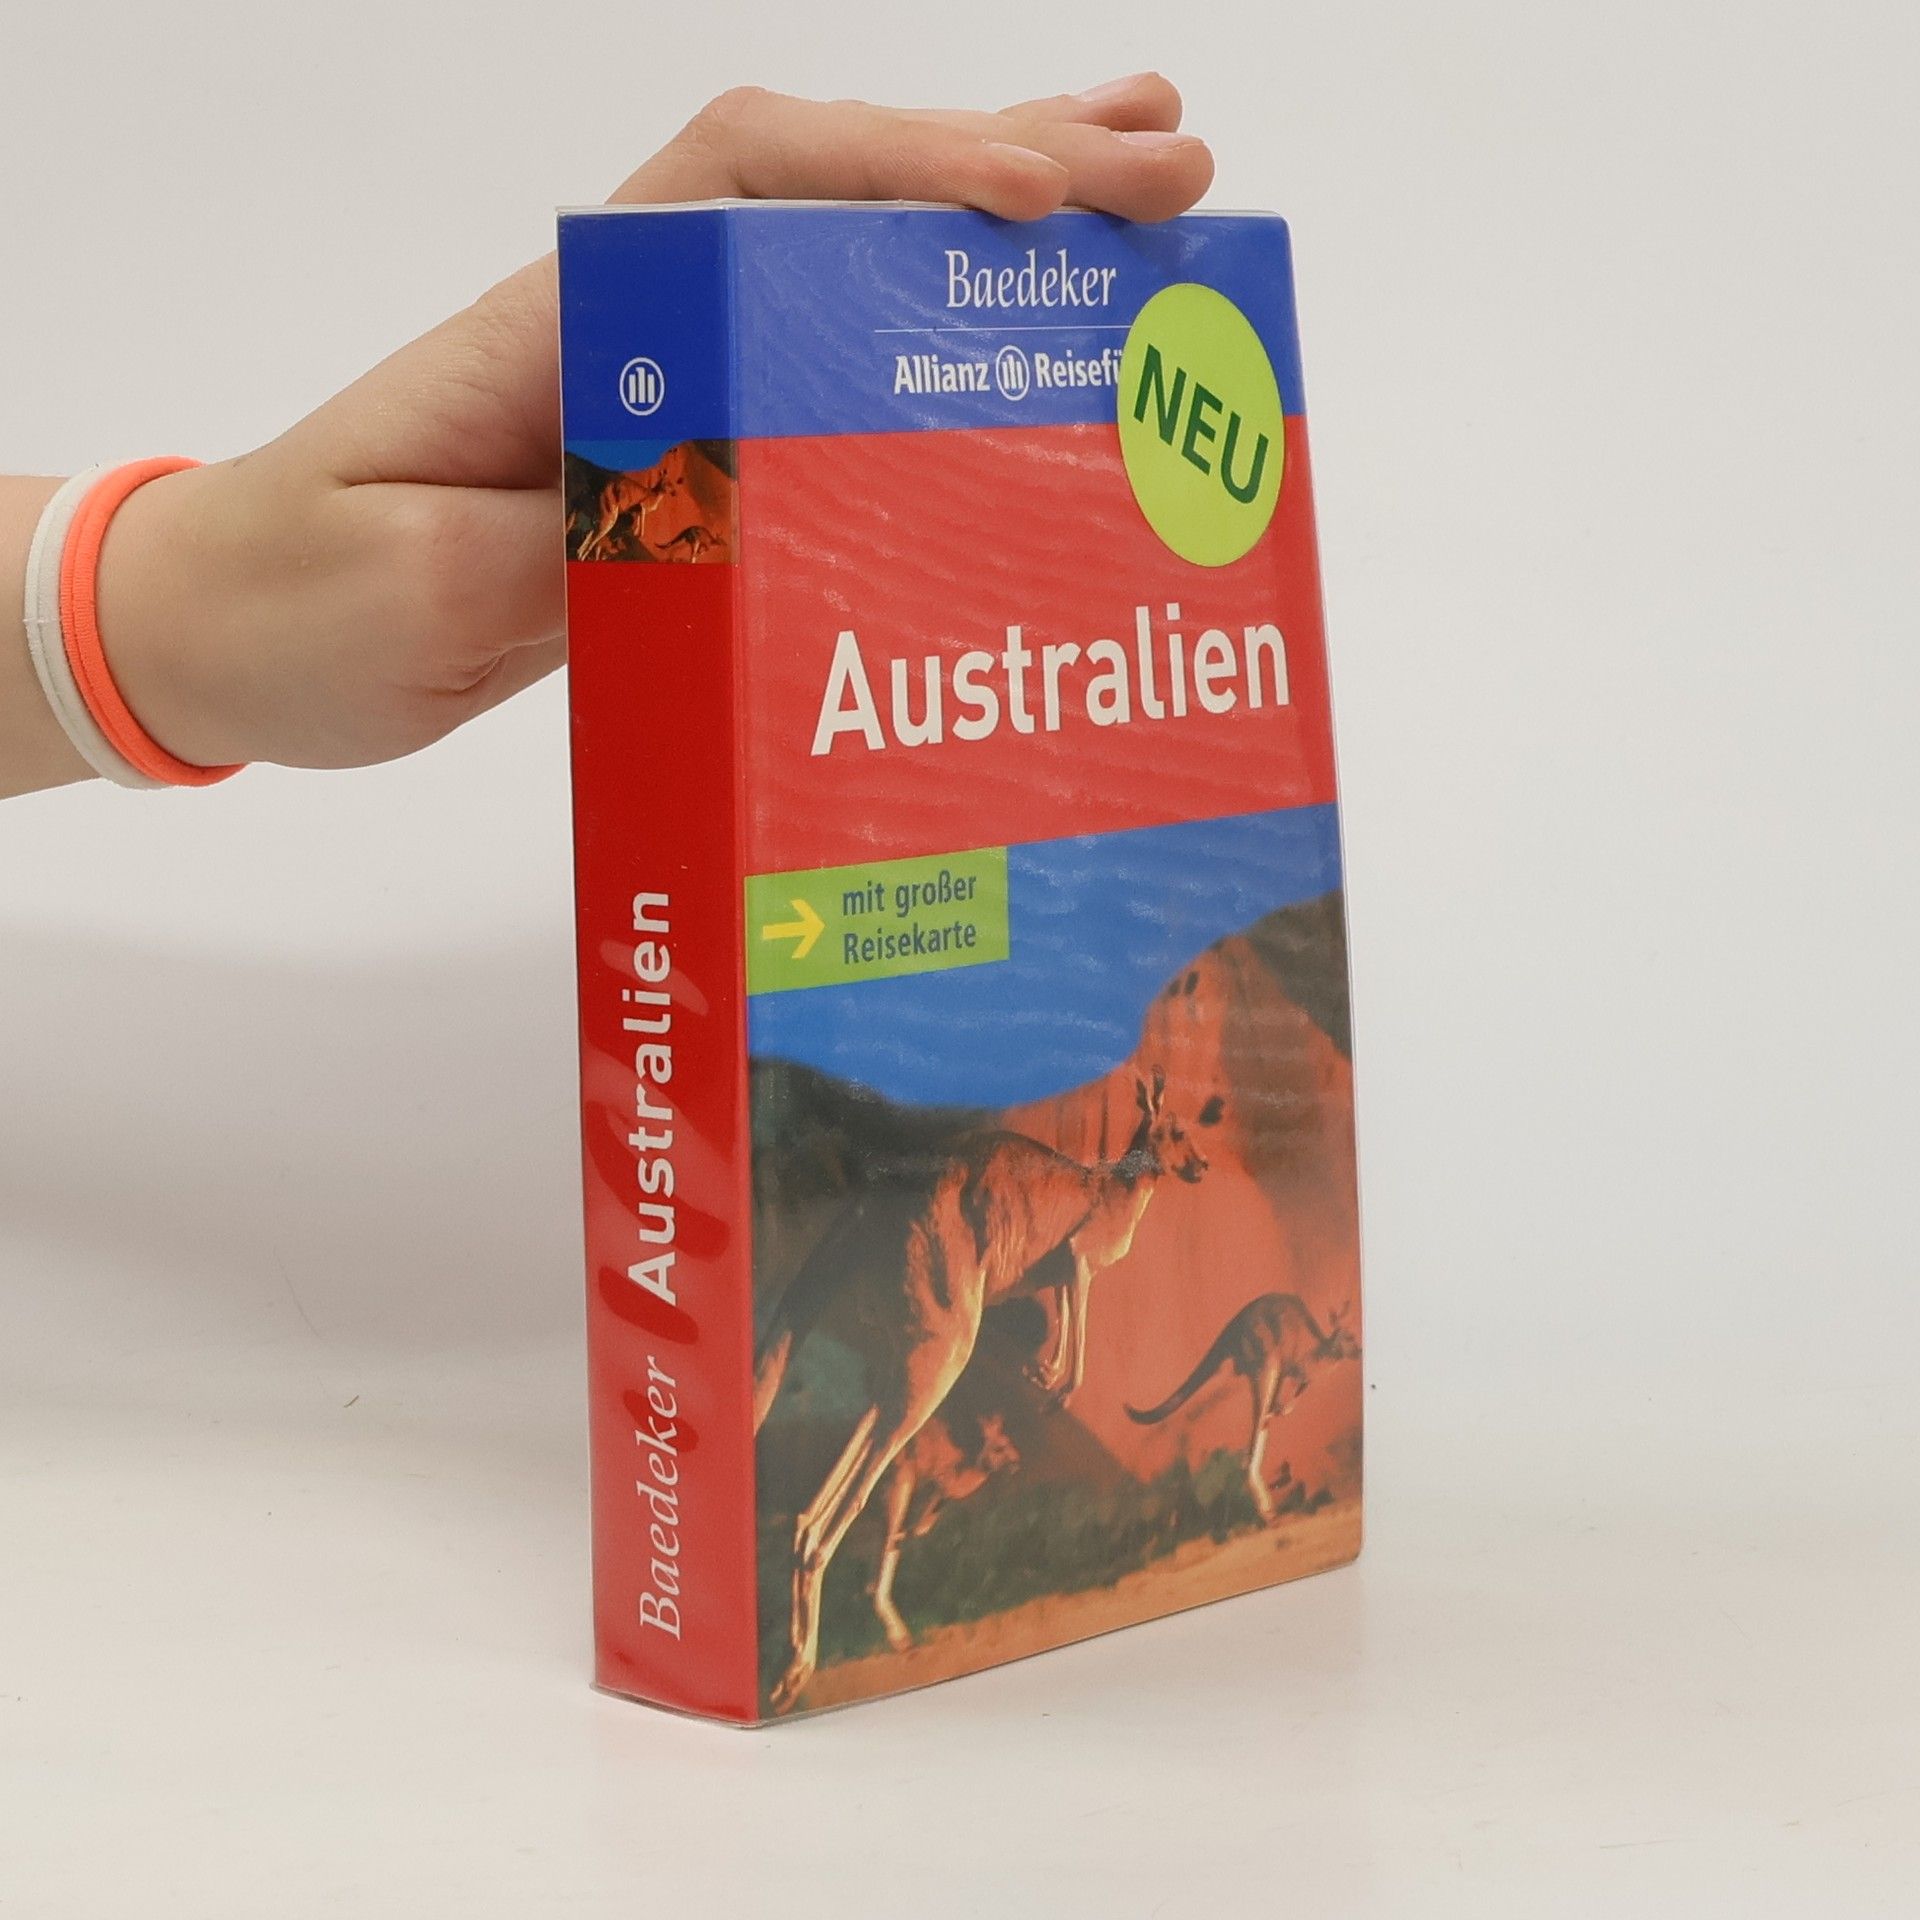 Baedeker
Allianz Reisefü
NEU
Australien
mit großer
Reisekarte
Baedeker Australien